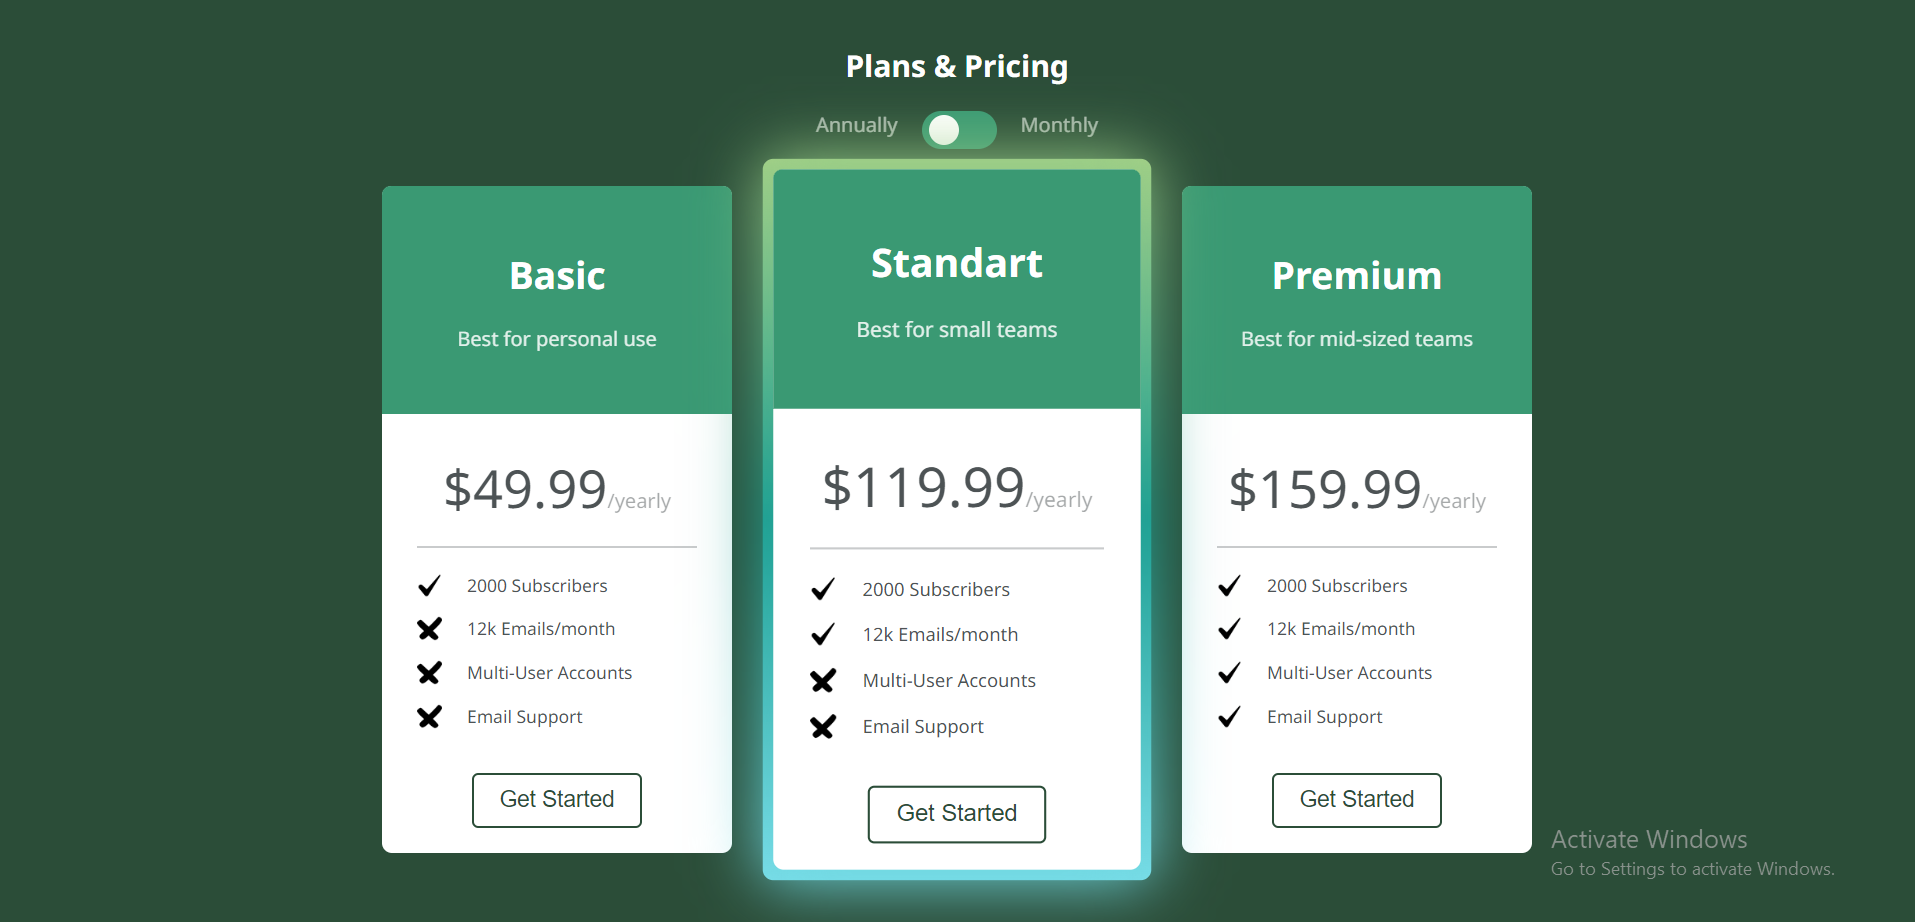 Plans & Pricing
Annually Monthly
Basic
Best for personal use
$49.99/yearly
2000 Subscribers
12k Emails/month
Multi-User Accounts
Email Support
Get Started
Standart
Best for small teams
$119.99/yearly
2000 Subscribers
12k Emails/month
Multi-User Accounts
Email Support
Get Started
Premium
Best for mid-sized teams
$159.99/yearly
2000 Subscribers
12k Emails/month
Multi-User Accounts
Email Support
Get Started
Activate Windows
Go to Settings to activate Windows.